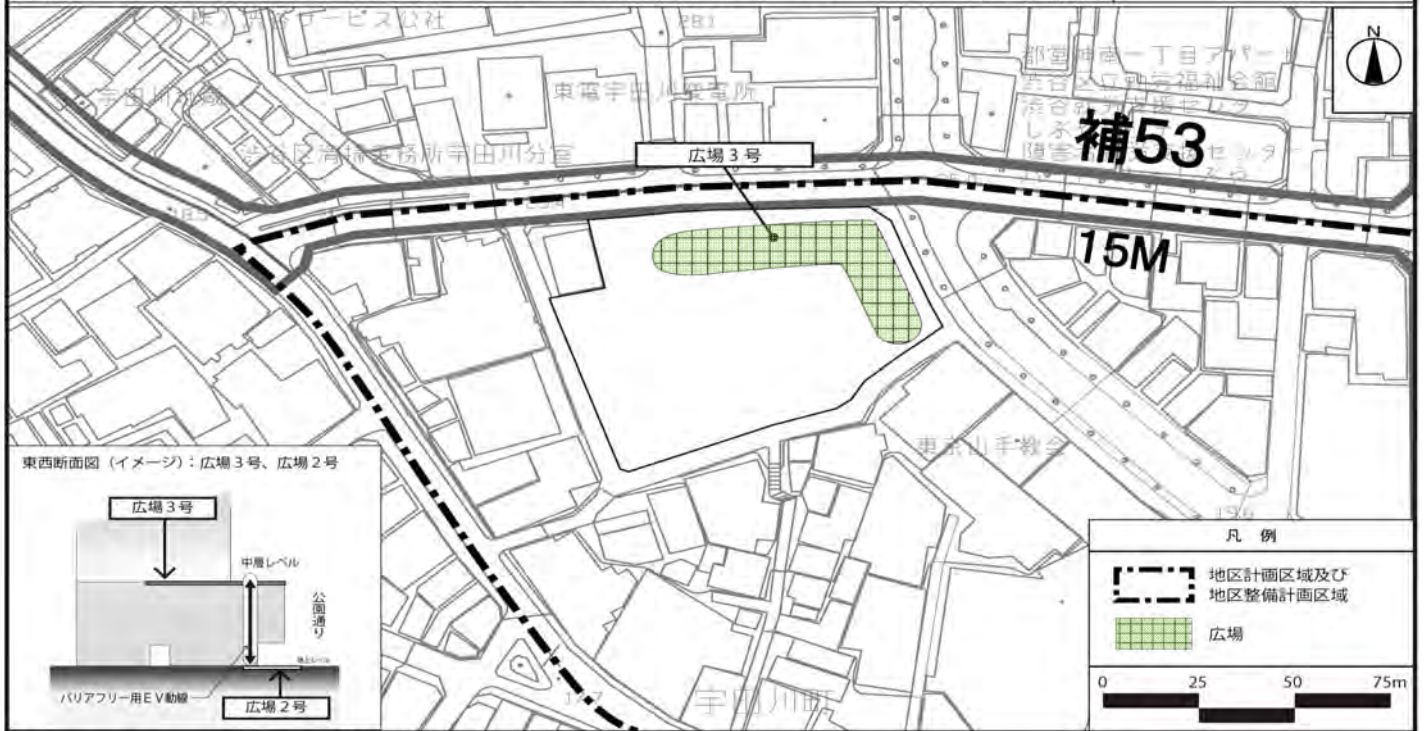 281
N
東電宇田川変電所
補53
渋谷区清掃事務所宇田川分室
広場3号
15M
東京山手教会
196
東西断面図（イメージ）：広場3号、広場2号
広場3号
中層レベル
公園通り
地上レベル
バリアフリー用EV動線
広場2号
宇田川町
凡 例
地区計画区域及び
地区整備計画区域
広場
0 25 50 75m